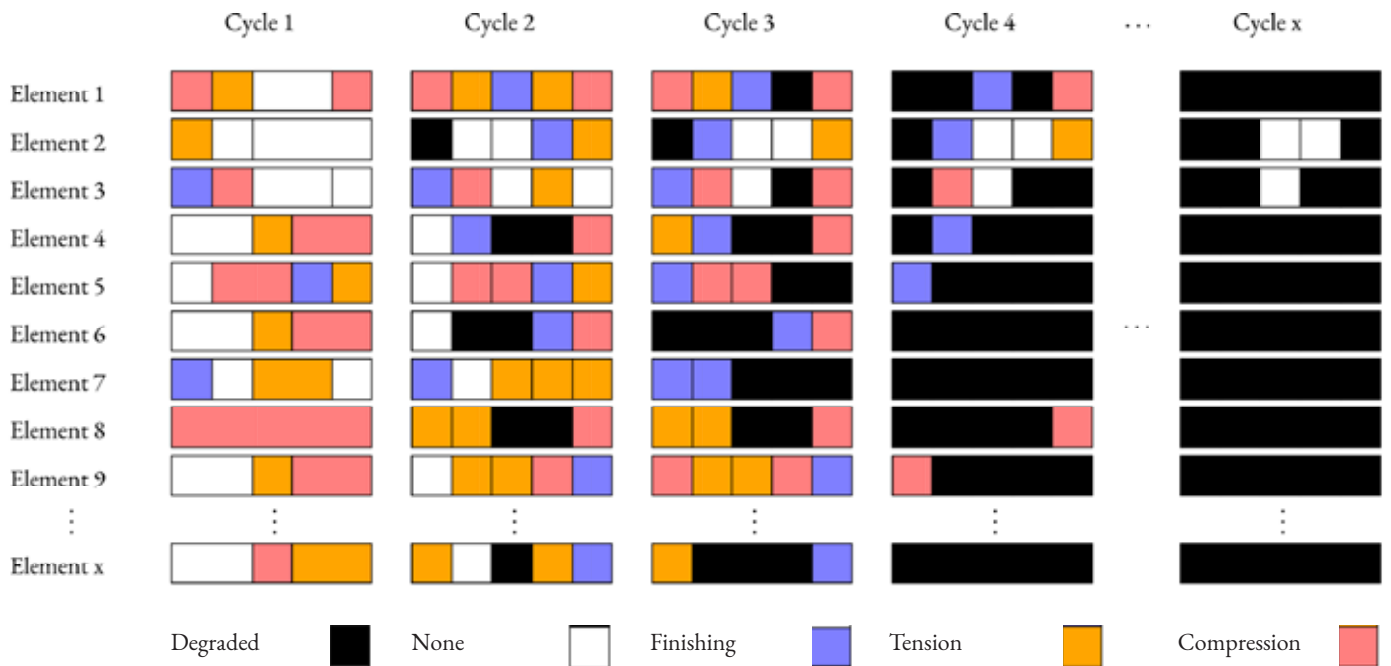 Cycle 1 Cycle 2 Cycle 3 Cycle 4 ... Cycle x
Element 1
Element 2
Element 3
Element 4
Element 5
Element 6 ...
Element 7
Element 8
Element 9
⋮ ⋮ ⋮ ⋮ ⋮ ⋮
Element x
Degraded None Finishing Tension Compression